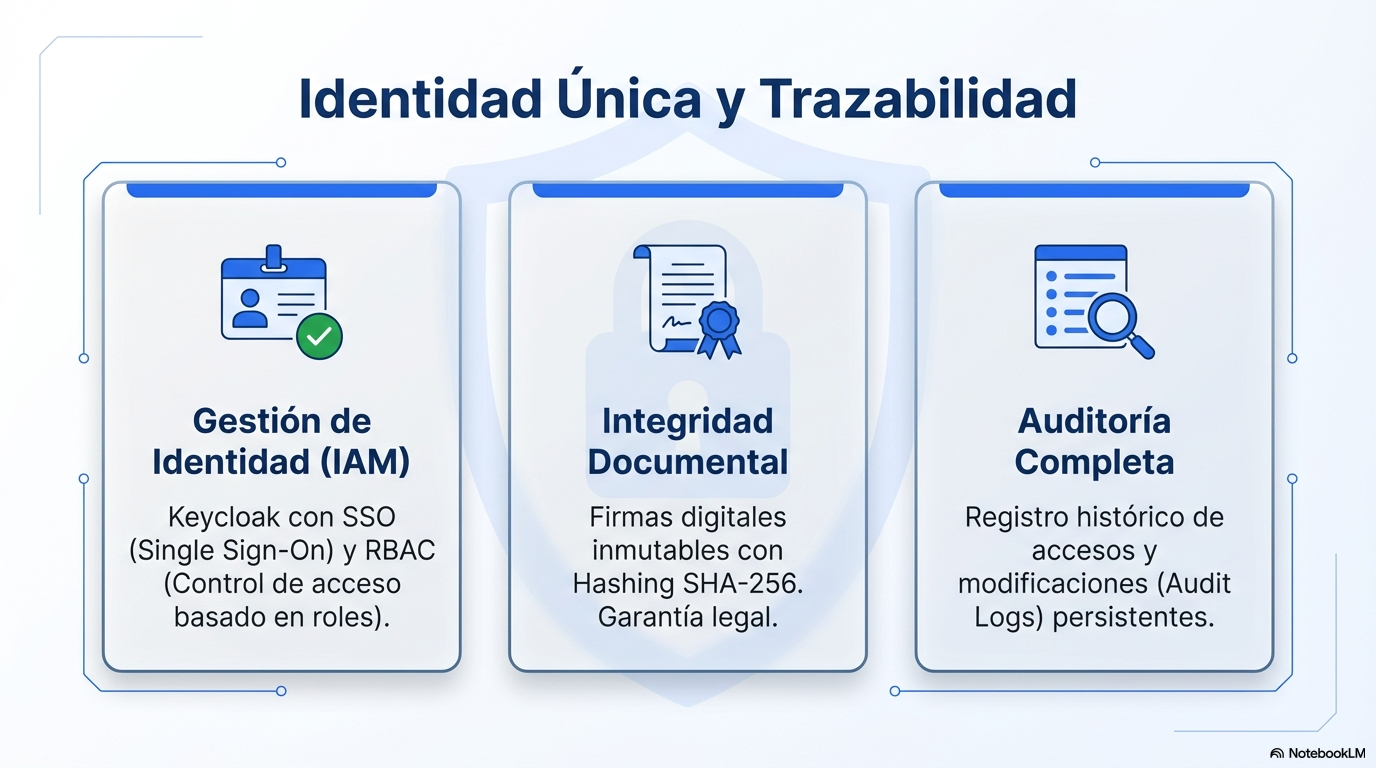 Identidad Única y Trazabilidad
Gestión de
Identidad (IAM)
Keycloak con SSO
(Single Sign-On) y RBAC
(Control de acceso
basado en roles).
Integridad
Documental
Firmas digitales
inmutables con
Hashing SHA-256.
Garantía legal.
Auditoría
Completa
Registro histórico de
accesos y
modificaciones (Audit
Logs) persistentes.
NotebookLM